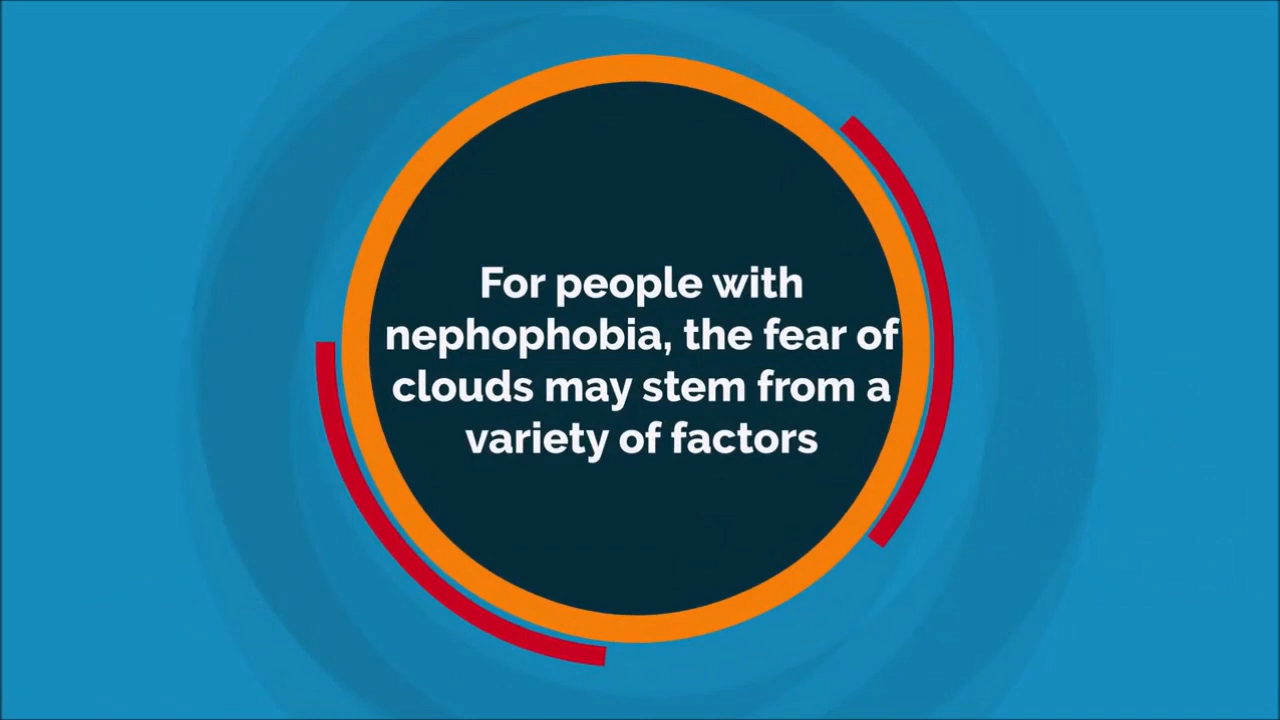 For people with
nephophobia, the fear of
clouds may stem from a
variety of factors